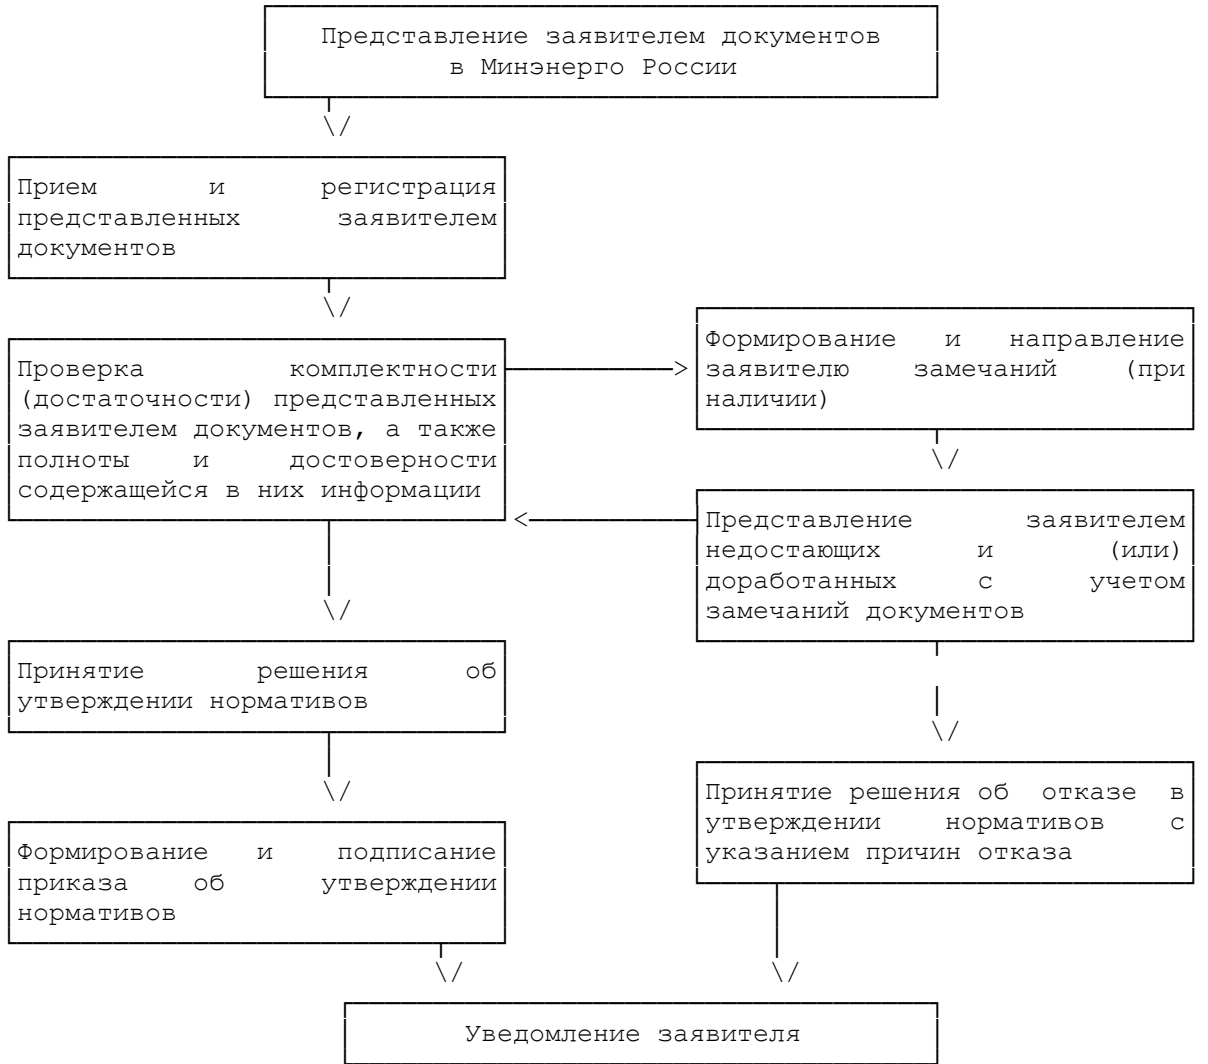 Представление заявителем документов
в Минэнерго России
Прием и регистрация
представленных заявителем
документов
Проверка комплектности
(достаточности) представленных
заявителем документов, а также
полноты и достоверности
содержащейся в них информации
Формирование и направление
заявителю замечаний (при
наличии)
Представление заявителем
недостающих и (или)
доработанных с учетом
замечаний документов
Принятие решения об
утверждении нормативов
Принятие решения об отказе в
утверждении нормативов с
указанием причин отказа
Формирование и подписание
приказа об утверждении
нормативов
Уведомление заявителя